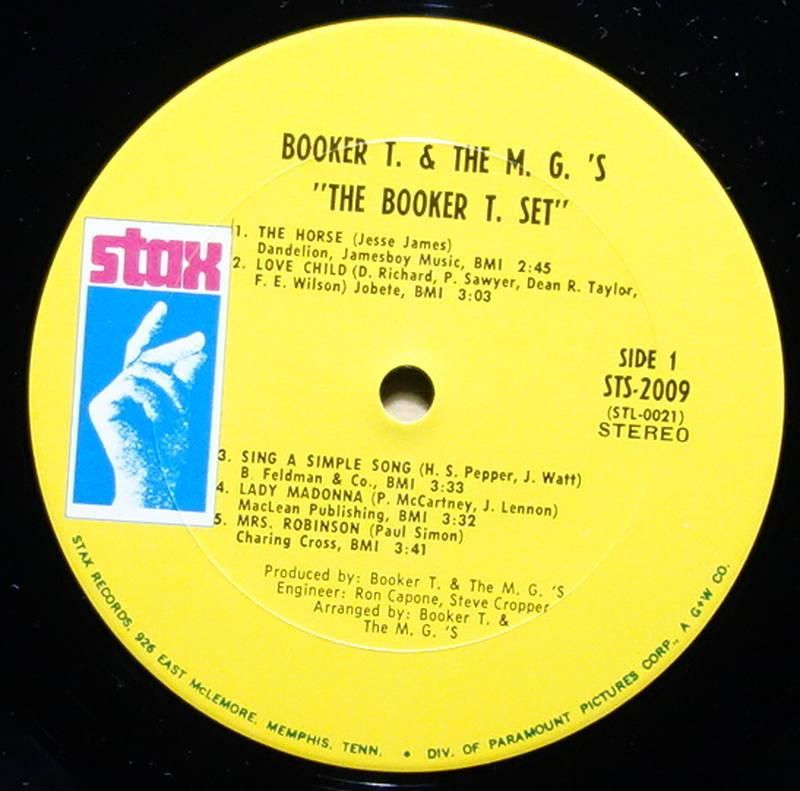 BOOKER T. & THE M. G. 'S
"THE BOOKER T. SET"
stax
1. THE HORSE (Jesse James)
Dandelion, Jamesboy Music, BMI 2:45
2. LOVE CHILD (D. Richard, P. Sawyer, Dean R. Taylor,
F. E. Wilson) Jobete, BMI 3:03
SIDE 1
STS-2009
(STL-0021)
STEREO
3. SING A SIMPLE SONG (H. S. Pepper, J. Watt)
B. Feldman & Co., BMI 3:33
4. LADY MADONNA (P. McCartney, J. Lennon)
MacLean Publishing, BMI 3:32
5. MRS. ROBINSON (Paul Simon)
Charing Cross, BMI 3:41
Produced by: Booker T. & The M. G. 'S
Engineer: Ron Capone, Steve Cropper
Arranged by: Booker T. &
The M. G. 'S
STAX RECORDS, 926 EAST McLEMORE, MEMPHIS, TENN. • DIV. OF PARAMOUNT PICTURES CORP., A G+W CO.